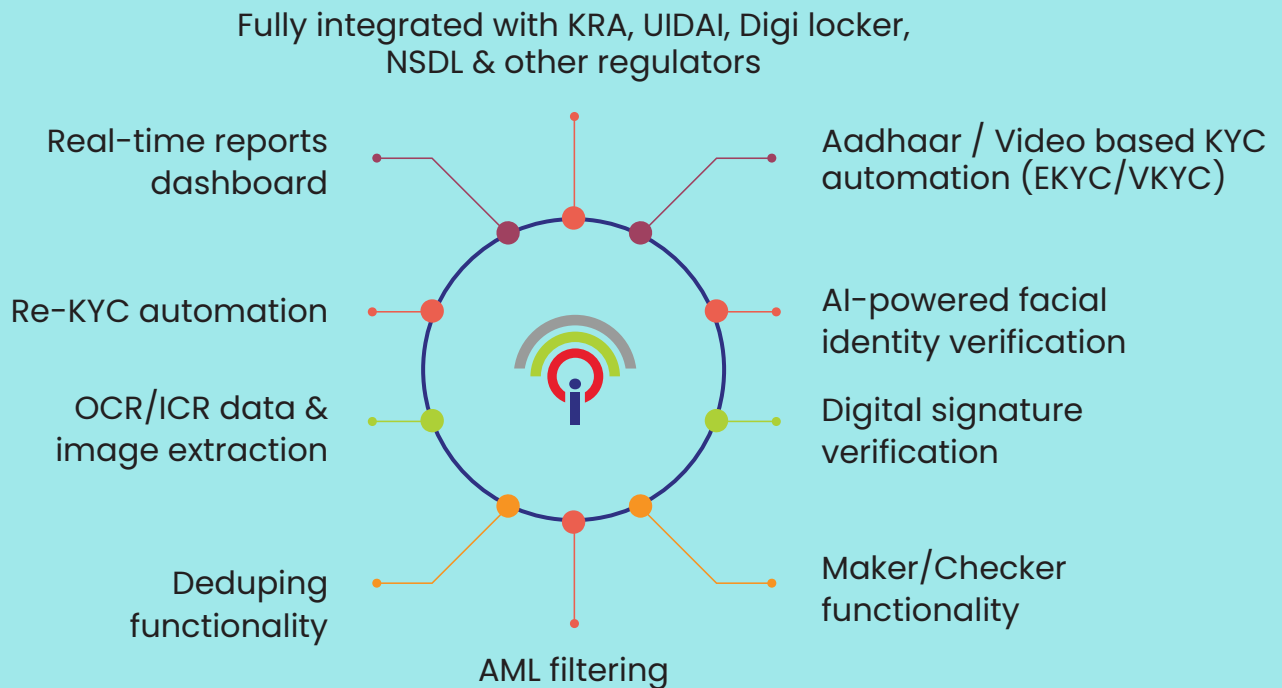 Fully integrated with KRA, UIDAI, Digi locker,
NSDL & other regulators
Real-time reports
dashboard
Aadhaar / Video based KYC
automation (EKYC/VKYC)
Re-KYC automation
AI-powered facial
identity verification
OCR/ICR data &
image extraction
Digital signature
verification
Deduping
functionality
Maker/Checker
functionality
AML filtering